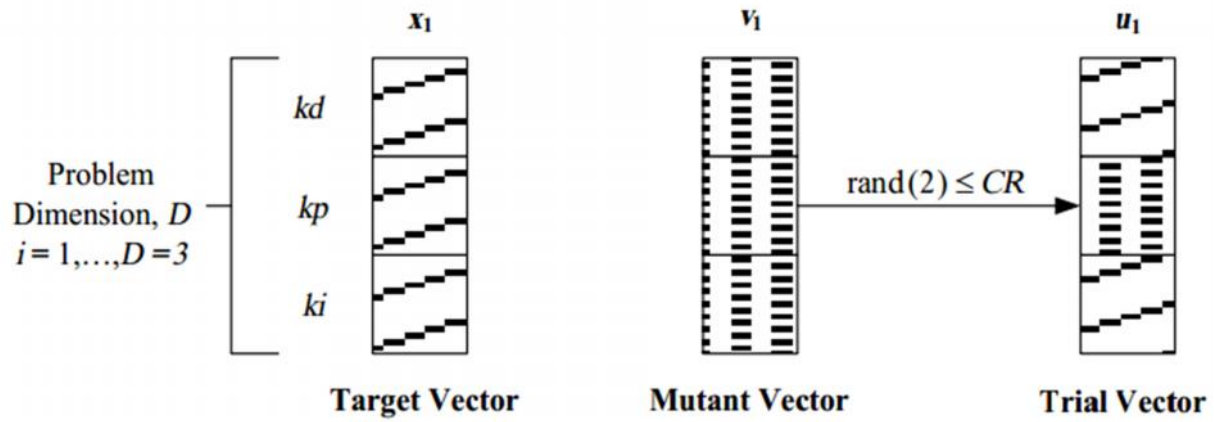 x₁ v₁ u₁
kd
Problem
Dimension, D
i = 1,...,D =3
kp
rand(2) ≤ CR
ki
Target Vector Mutant Vector Trial Vector